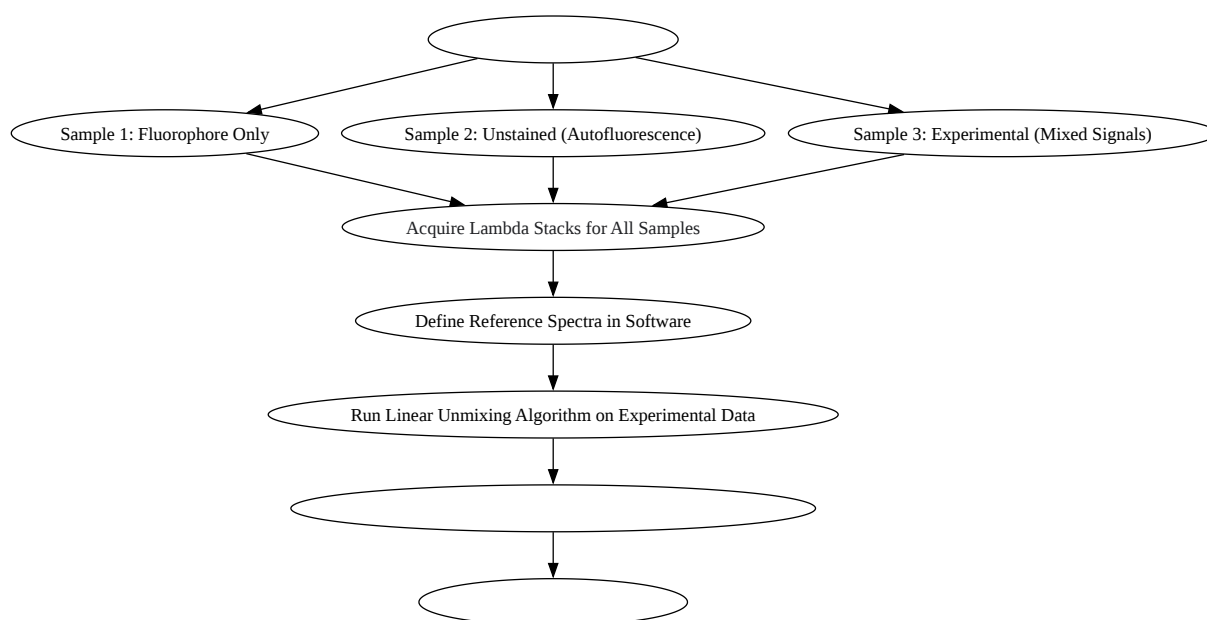 Sample 1: Fluorophore Only
Sample 2: Unstained (Autofluorescence)
Sample 3: Experimental (Mixed Signals)
Acquire Lambda Stacks for All Samples
Define Reference Spectra in Software
Run Linear Unmixing Algorithm on Experimental Data